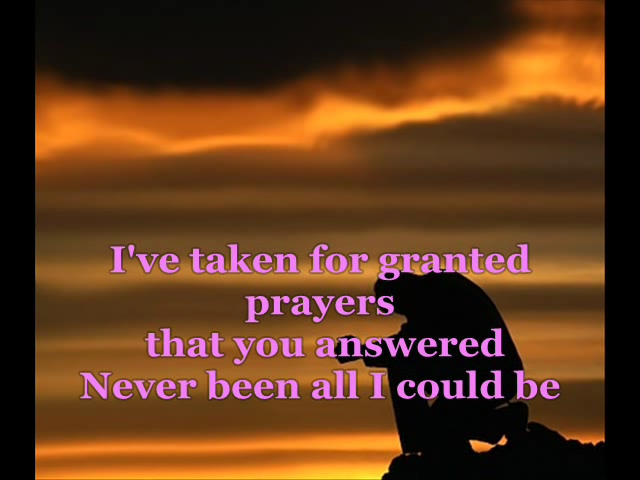 I've taken for granted
prayers
that you answered
Never been all I could be